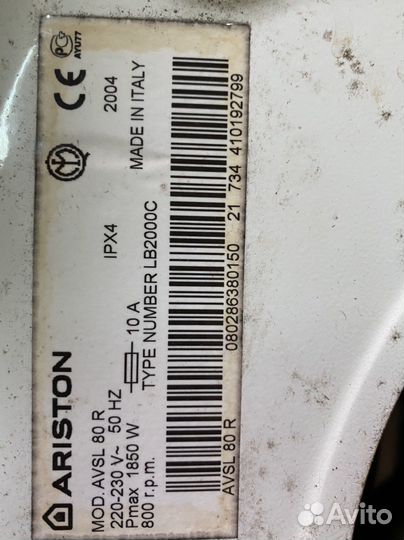 ARISTON
MOD. AVSL 80 R
220-230 V~ 50 HZ
Pmax 1850 W
800 r.p.m.
10 A
TYPE NUMBER LB2000C
IPX4
2004
MADE IN ITALY
CE
AYU77
080286380150 21 734 410192799
AVSL 80 R
Avito